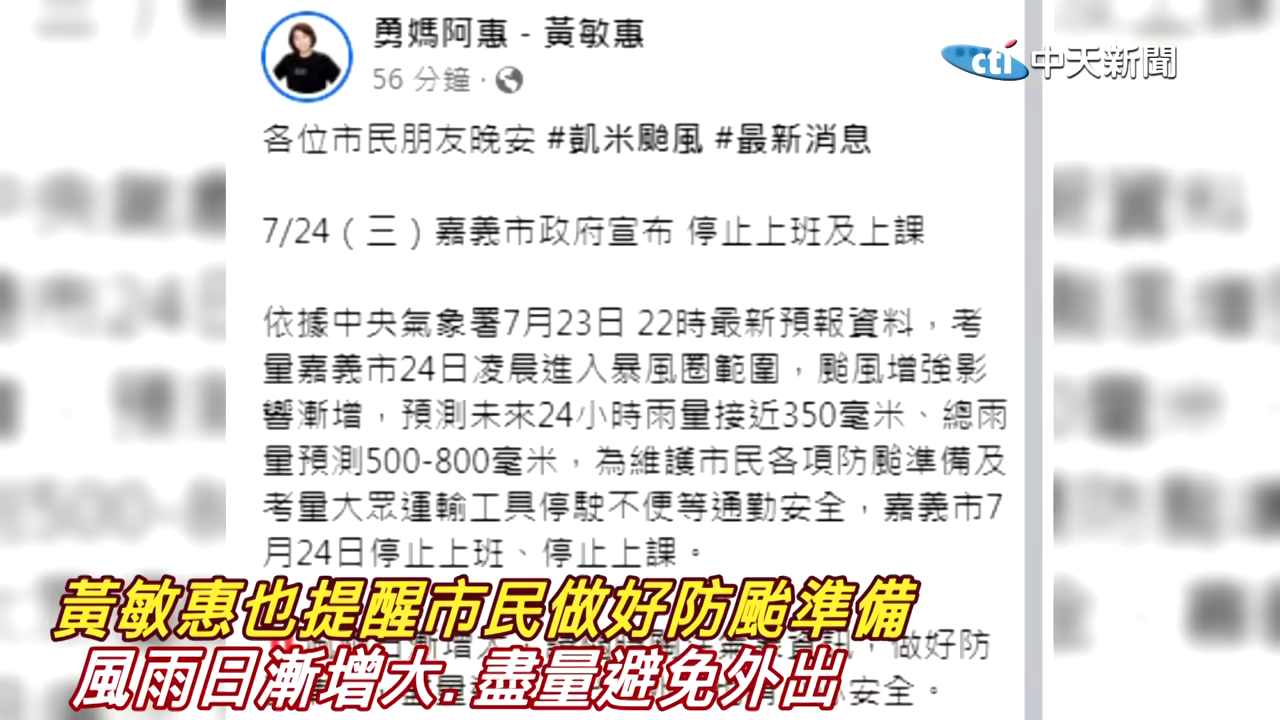 勇媽阿惠 - 黃敏惠
56 分鐘 ·
cti 中天新聞
各位市民朋友晚安 #凱米颱風 #最新消息
7/24（三）嘉義市政府宣布 停止上班及上課
依據中央氣象署7月23日 22時最新預報資料，考
量嘉義市24日凌晨進入暴風圈範圍，颱風增強影
響漸增，預測未來24小時雨量接近350毫米、總雨
量預測500-800毫米，為維護市民各項防颱準備及
考量大眾運輸工具停駛不便等通勤安全，嘉義市7
月24日停止上班、停止上課。
黃敏惠也提醒市民做好防颱準備
，做好防
風雨日漸增大.盡量避免外出
安全。